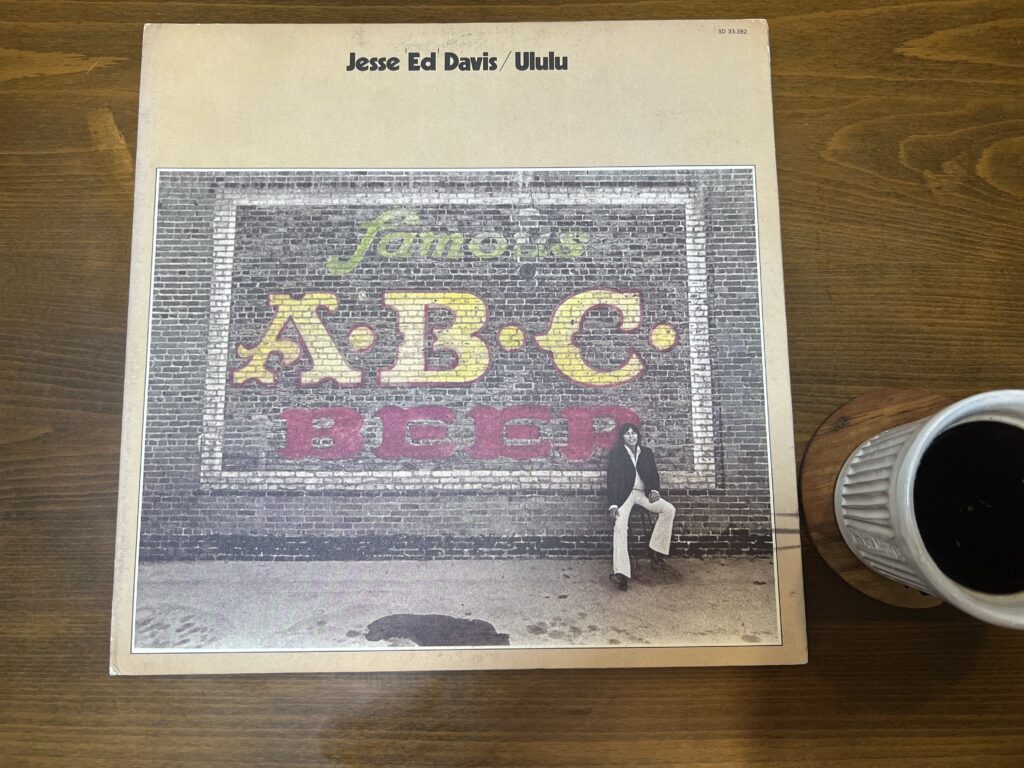 SD 33-382
Jesse Ed Davis/Ululu
famous
A·B·C·
BEER